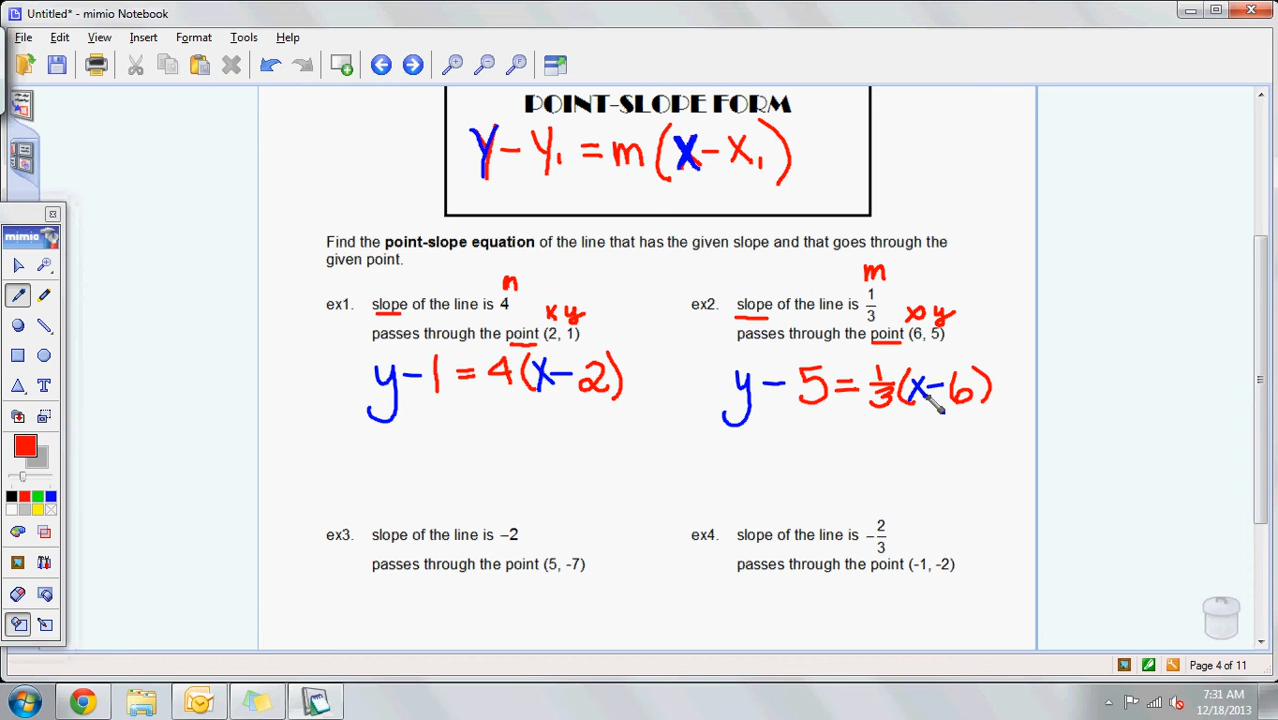 Untitled* - mimio Notebook
File Edit View Insert Format Tools Help
POINT-SLOPE FORM
y - y₁ = m(x - x₁)
Find the point-slope equation of the line that has the given slope and that goes through the
given point.
m
ex1. slope of the line is 4
x y
passes through the point (2, 1)
y - 1 = 4(x - 2)
m
ex2. slope of the line is 1/3
x y
passes through the point (6, 5)
y - 5 = 1/3(x - 6)
ex3. slope of the line is -2
passes through the point (5, -7)
ex4. slope of the line is -2/3
passes through the point (-1, -2)
mimio
T
Page 4 of 11
7:31 AM
12/18/2013